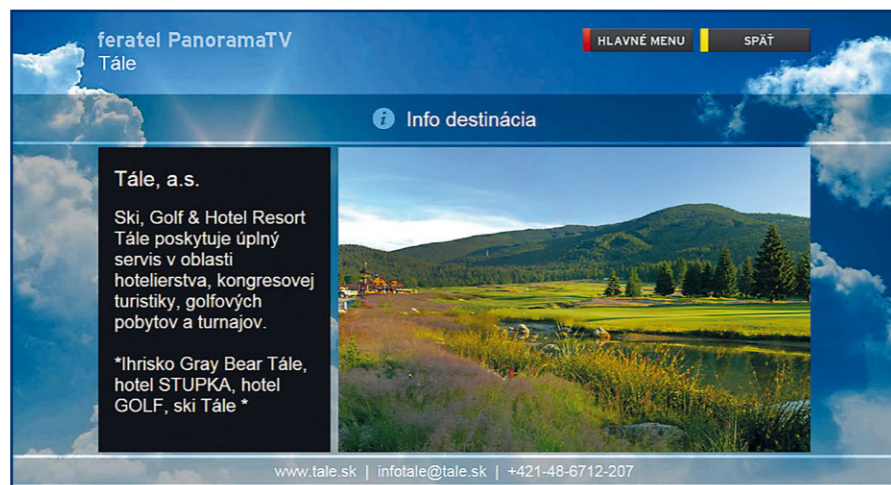 feratel PanoramaTV
Tále
HLAVNÉ MENU
SPÄŤ
i Info destinácia
Tále, a.s.
Ski, Golf & Hotel Resort
Tále poskytuje úplný
servis v oblasti
hotelierstva, kongresovej
turistiky, golfových
pobytov a turnajov.
*Ihrisko Gray Bear Tále,
hotel STUPKA, hotel
GOLF, ski Tále *
www.tale.sk | infotale@tale.sk | +421-48-6712-207